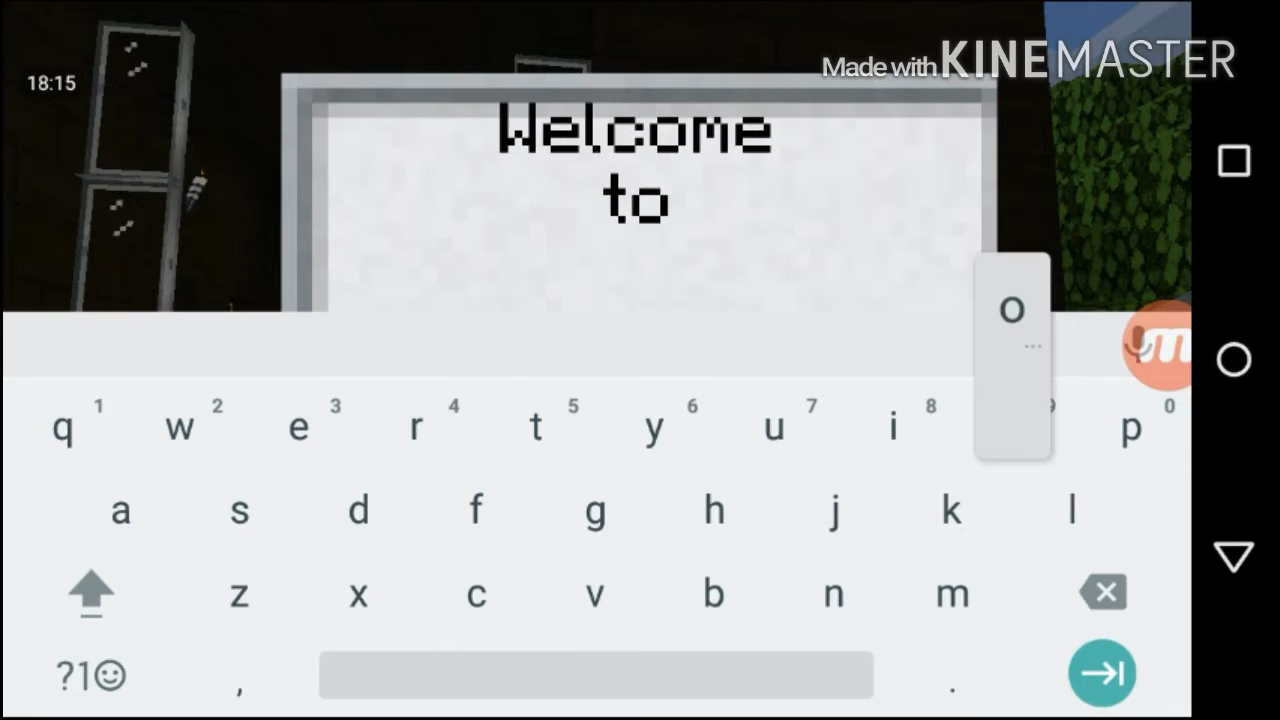 Made with KINEMASTER
18:15
Welcome
to
o
...
m
1 2 3 4 5 6 7 8 9 0
q w e r t y u i p
a s d f g h j k l
z x c v b n m
?1☺ , .